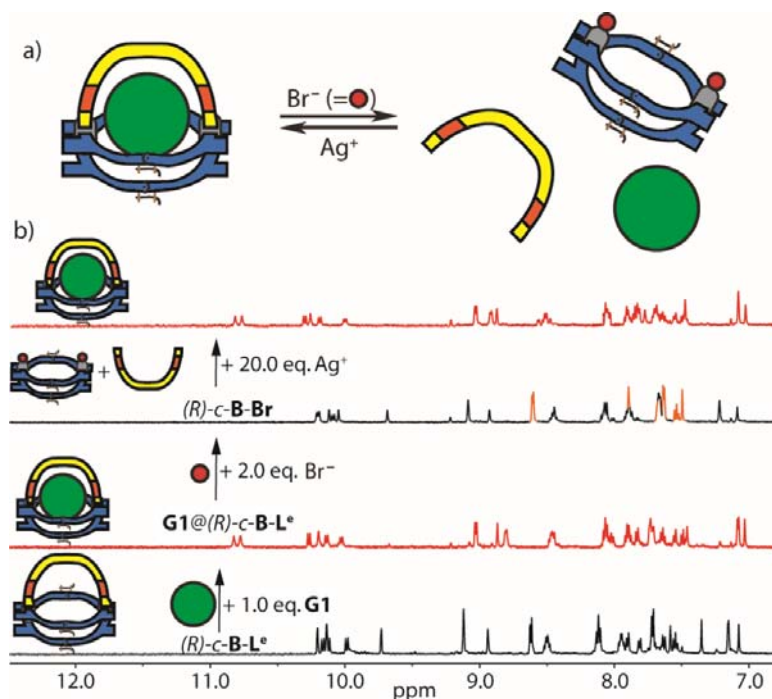 a)
Br⁻ (=●)
Ag⁺
b)
+ 20.0 eq. Ag⁺
+
(R)-c-B-Br
+ 2.0 eq. Br⁻
G1@(R)-c-B-Lᵉ
+ 1.0 eq. G1
(R)-c-B-Lᵉ
12.0 11.0 10.0 9.0 8.0 7.0
ppm